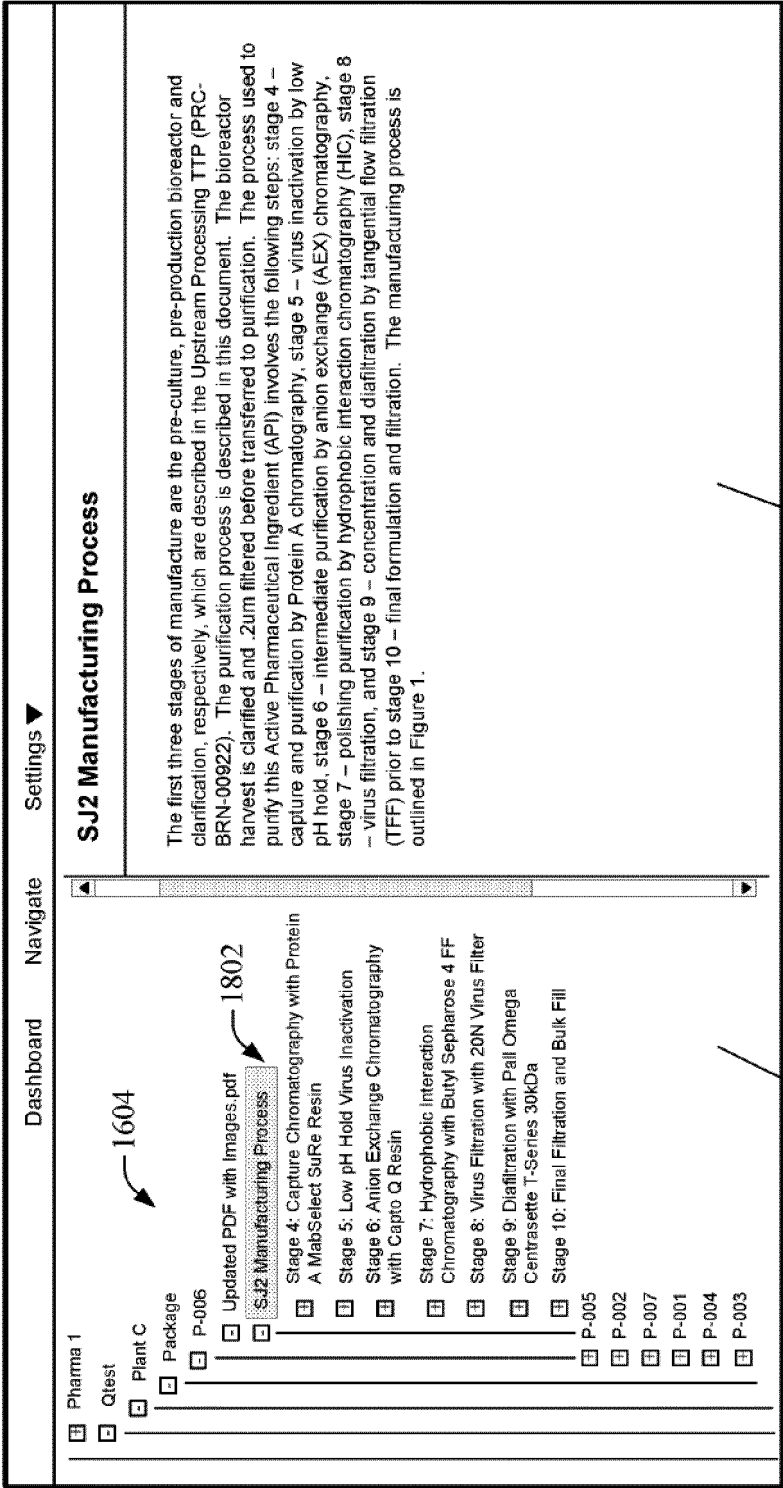 Dashboard Navigate Settings ▼
1604
Pharma 1
Qtest
Plant C
Package
P-006
Updated PDF with Images.pdf
SJ2 Manufacturing Process
1802
Stage 4: Capture Chromatography with Protein
A MabSelect SuRe Resin
Stage 5: Low pH Hold Virus Inactivation
Stage 6: Anion Exchange Chromatography
with Capto Q Resin
Stage 7: Hydrophobic Interaction
Chromatography with Butyl Sepharose 4 FF
Stage 8: Virus Filtration with 20N Virus Filter
Stage 9: Diafiltration with Pall Omega
Centrasette T-Series 30kDa
Stage 10: Final Filtration and Bulk Fill
P-005
P-002
P-007
P-001
P-004
P-003
SJ2 Manufacturing Process
The first three stages of manufacture are the pre-culture, pre-production bioreactor and
clarification, respectively, which are described in the Upstream Processing TTP (PRC-
BRN-00922). The purification process is described in this document. The bioreactor
harvest is clarified and .2um filtered before transferred to purification. The process used to
purify this Active Pharmaceutical Ingredient (API) involves the following steps: stage 4 –
capture and purification by Protein A chromatography, stage 5 – virus inactivation by low
pH hold, stage 6 – intermediate purification by anion exchange (AEX) chromatography,
stage 7 – polishing purification by hydrophobic interaction chromatography (HIC), stage 8
– virus filtration, and stage 9 – concentration and diafiltration by tangential flow filtration
(TFF) prior to stage 10 – final formulation and filtration. The manufacturing process is
outlined in Figure 1.